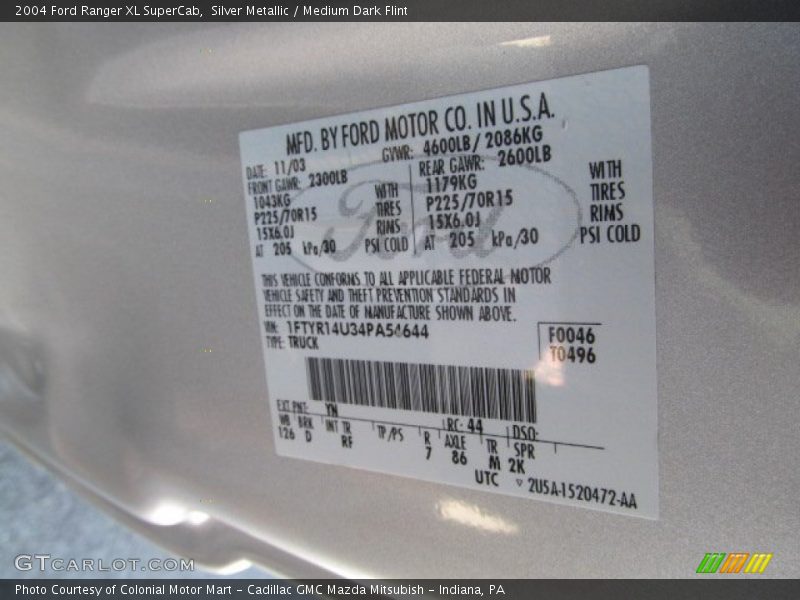 2004 Ford Ranger XL SuperCab, Silver Metallic / Medium Dark Flint
MFD. BY FORD MOTOR CO. IN U.S.A.
DATE: 11/03 GVWR: 4600LB/ 2086KG
FRONT GAWR: 2300LB REAR GAWR: 2600LB
1043KG WITH 1179KG WITH
P225/70R15 TIRES P225/70R15 TIRES
15X6.0J RIMS 15X6.0J RIMS
AT 205 kPa/30 PSI COLD AT 205 kPa/30 PSI COLD
Ford
THIS VEHICLE CONFORMS TO ALL APPLICABLE FEDERAL MOTOR
VEHICLE SAFETY AND THEFT PREVENTION STANDARDS IN
EFFECT ON THE DATE OF MANUFACTURE SHOWN ABOVE.
VIN: 1FTYR14U34PA54644
TYPE: TRUCK
F0046
T0496
EXT PNT: YN RC: 44 DSO:
WB BRK INT TR TP/PS R AXLE TR SPR
126 D RF 7 86 M 2K
UTC ▽ 2U5A-1520472-AA
GTCARLOT.COM
Photo Courtesy of Colonial Motor Mart - Cadillac GMC Mazda Mitsubish - Indiana, PA